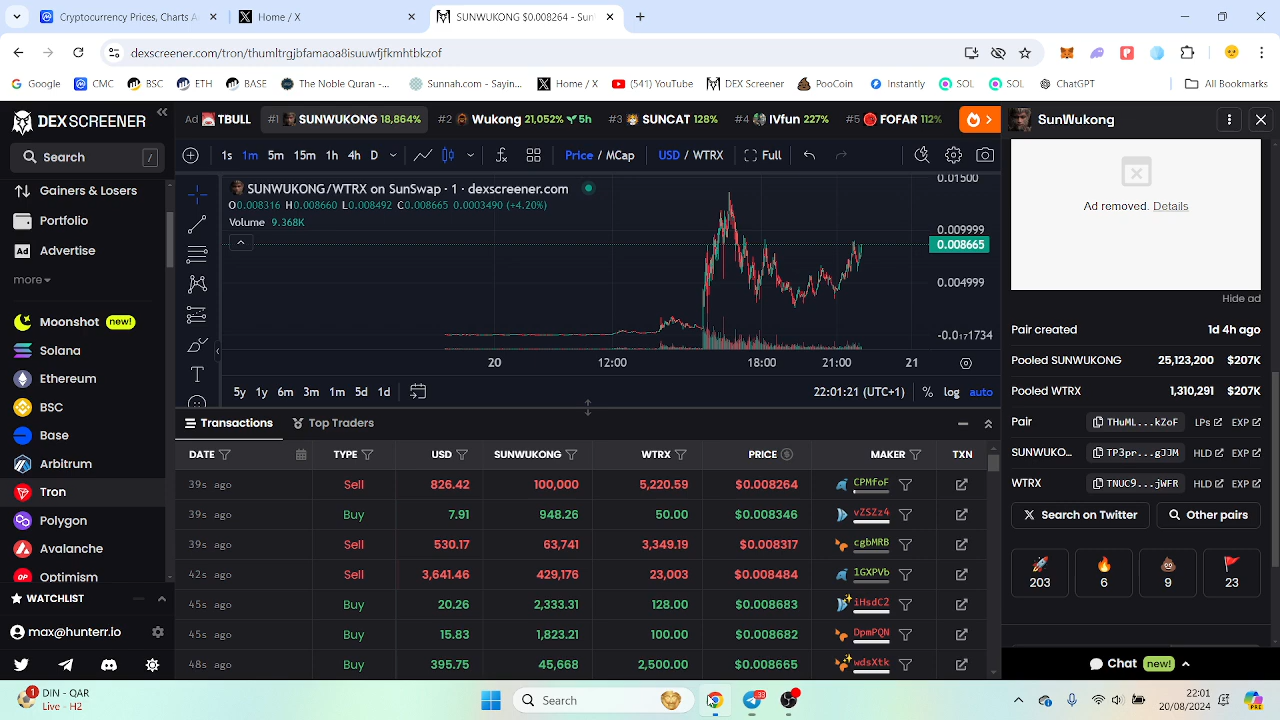 Currency Prices, Charts A
Home / X
SUNWUKONG $0.008264 - Sun
dexscreener.com/tron/thumltrgjbfamaoa8isuuwfjfkmhtbkzof
Google
CMC
BSC
ETH
BASE
The Noble Quran -...
Sunnah.com - Sayin...
Home / X
(541) YouTube
DEX Screener
PooCoin
Instantly
SOL
SOL
ChatGPT
All Bookmarks
DEXSCREENER
Ad TBULL
SUNWUKONG 18,864%
#2 Wukong 21,052% 5h
#3 SUNCAT 128%
#4 IVfun 227%
#5 FOFAR 112%
SunWukong
Search /
1s 1m 5m 15m 1h 4h D
Price / MCap
USD / WTRX
Full
Gainers & Losers
Portfolio
Ad Advertise
more
Moonshot new!
Solana
Ethereum
BSC
Base
Arbitrum
Tron
Polygon
Avalanche
Optimism
WATCHLIST
max@hunterr.io
SUNWUKONG/WTRX on SunSwap · 1 · dexscreener.com
O0.008316 H0.008660 L0.008492 C0.008665 0.0003490 (+4.20%)
Volume 9.368K
0.01500
0.009999
0.008665
0.004999
-0.0₁₇1734
20 12:00 18:00 21:00 21
5y 1y 6m 3m 1m 5d 1d
22:01:21 (UTC+1)
% log auto
Transactions
Top Traders
DATE TYPE USD SUNWUKONG WTRX PRICE MAKER TXN
39s ago Sell 826.42 100,000 5,220.59 $0.008264 CPMfoF
39s ago Buy 7.91 948.26 50.00 $0.008346 vZSZz4
39s ago Sell 530.17 63,741 3,349.19 $0.008317 cgbMRB
42s ago Sell 3,641.46 429,176 23,003 $0.008484 1GXPVb
45s ago Buy 20.26 2,333.31 128.00 $0.008683 iHsdC2
45s ago Buy 15.83 1,823.21 100.00 $0.008682 DpmPQN
48s ago Buy 395.75 45,668 2,500.00 $0.008665 wdsXtk
Ad removed. Details
Hide ad
Pair created 1d 4h ago
Pooled SUNWUKONG 25,123,200 $207K
Pooled WTRX 1,310,291 $207K
Pair THuML...kZoF LPs EXP
SUNWUKO... TP3pn...gJJM HLD EXP
WTRX TNUC9...jWFR HLD EXP
Search on Twitter
Other pairs
203
6
9
23
Chat new!
1
DIN - QAR
Live - H2
Search
33
22:01
20/08/2024